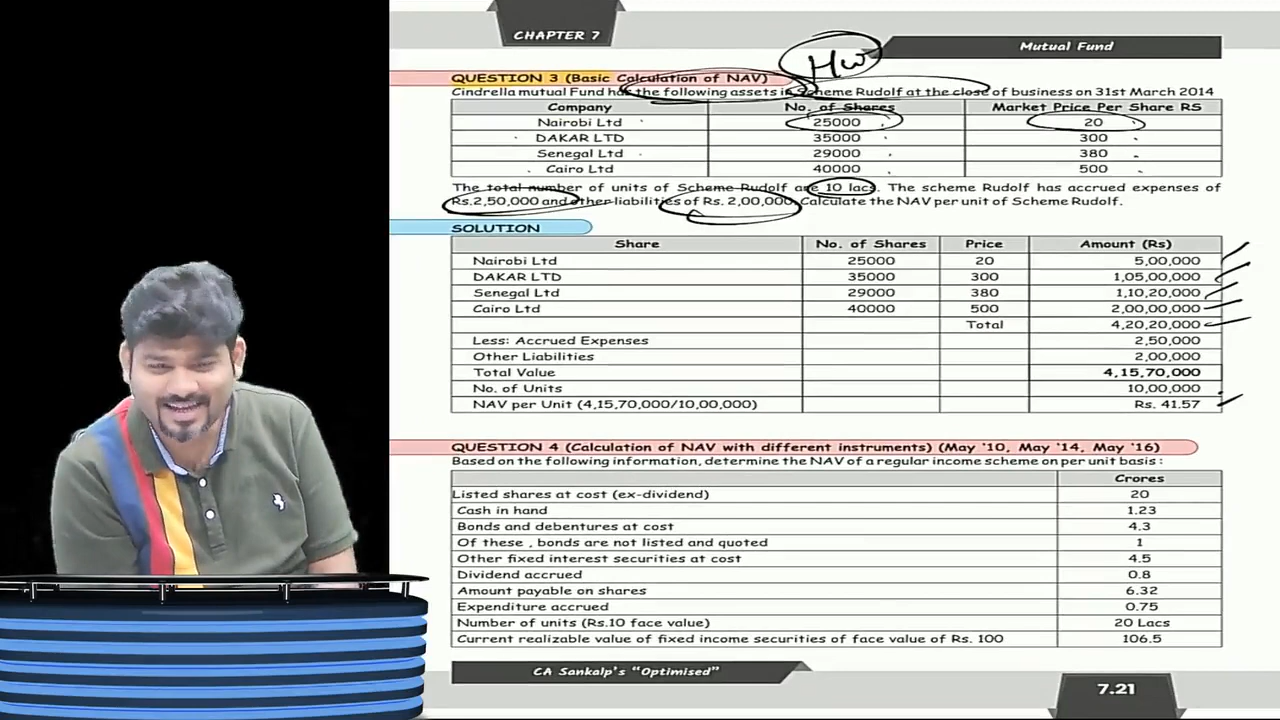 CHAPTER 7
Mutual Fund
Hw
QUESTION 3 (Basic Calculation of NAV)
Cindrella mutual Fund has the following assets in Scheme Rudolf at the close of business on 31st March 2014
Company No. of Shares Market Price Per Share RS
Nairobi Ltd 25000 20
DAKAR LTD 35000 300
Senegal Ltd 29000 380
Cairo Ltd 40000 500
The total number of units of Scheme Rudolf are 10 lacs. The scheme Rudolf has accrued expenses of
Rs.2,50,000 and other liabilities of Rs. 2,00,000. Calculate the NAV per unit of Scheme Rudolf.
SOLUTION
Share No. of Shares Price Amount (Rs)
Nairobi Ltd 25000 20 5,00,000
DAKAR LTD 35000 300 1,05,00,000
Senegal Ltd 29000 380 1,10,20,000
Cairo Ltd 40000 500 2,00,00,000
Total 4,20,20,000
Less: Accrued Expenses 2,50,000
Other Liabilities 2,00,000
Total Value 4,15,70,000
No. of Units 10,00,000
NAV per Unit (4,15,70,000/10,00,000) Rs. 41.57
QUESTION 4 (Calculation of NAV with different instruments) (May '10, May '14, May '16)
Based on the following information, determine the NAV of a regular income scheme on per unit basis :
Crores
Listed shares at cost (ex-dividend) 20
Cash in hand 1.23
Bonds and debentures at cost 4.3
Of these , bonds are not listed and quoted 1
Other fixed interest securities at cost 4.5
Dividend accrued 0.8
Amount payable on shares 6.32
Expenditure accrued 0.75
Number of units (Rs.10 face value) 20 Lacs
Current realizable value of fixed income securities of face value of Rs. 100 106.5
CA Sankalp's "Optimised"
7.21